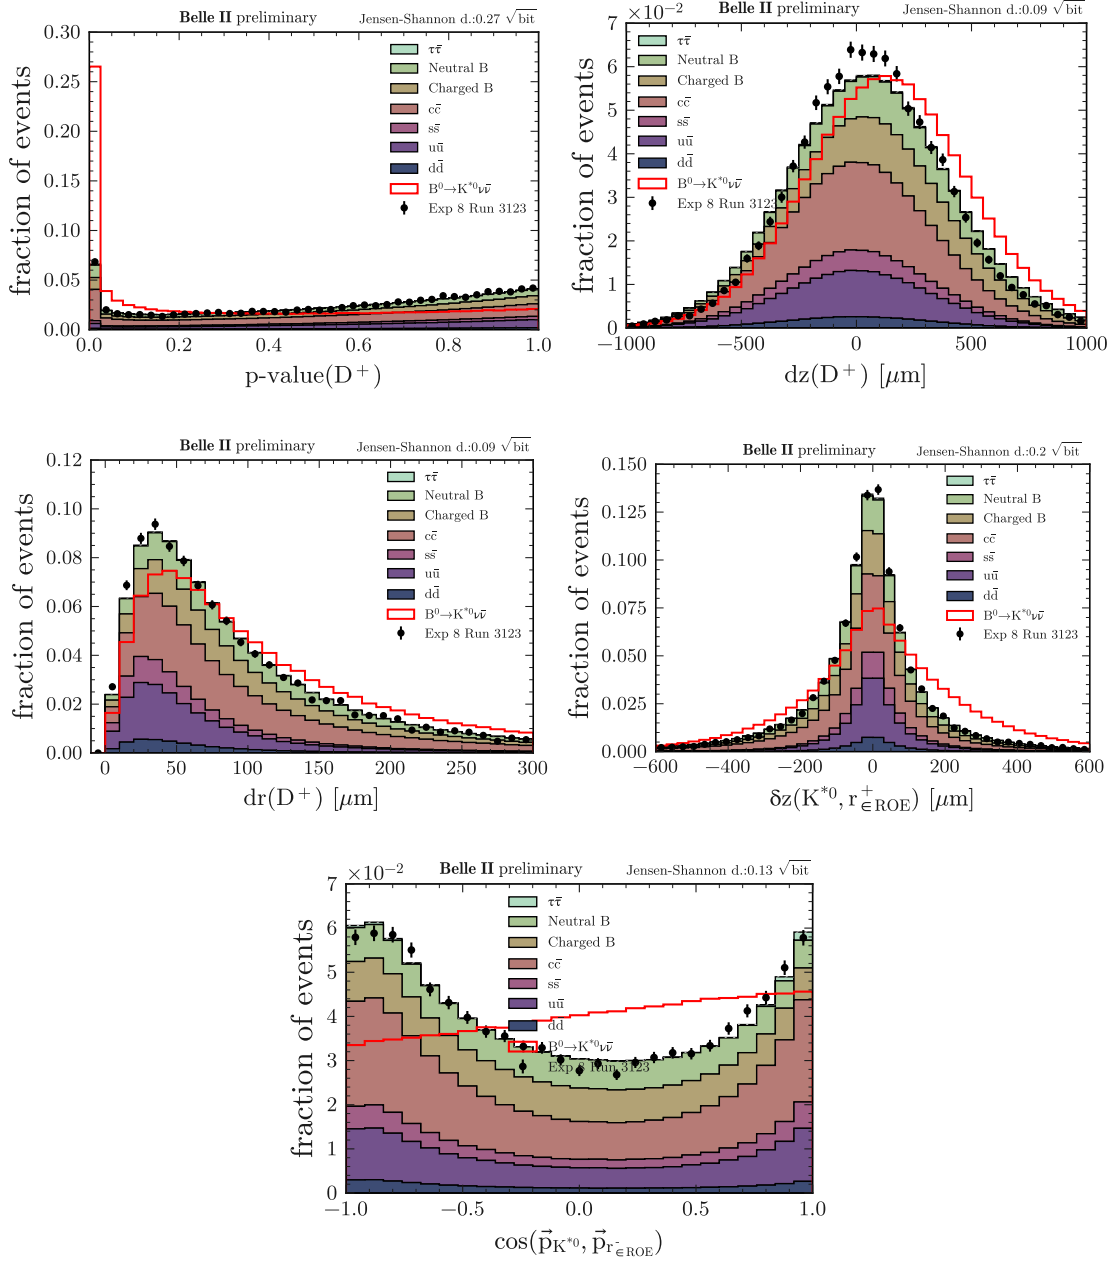 Belle II preliminary
Jensen-Shannon d.:0.27 √bit
0.30
0.25
0.20
0.15
0.10
0.05
0.00
fraction of events
ττ̄
Neutral B
Charged B
cc̄
ss̄
uū
dd̄
B⁰→K*⁰νν̄
Exp 8 Run 3123
0.0 0.2 0.4 0.6 0.8 1.0
p-value(D⁺)
×10⁻²
Belle II preliminary
Jensen-Shannon d.:0.09 √bit
7
6
5
4
3
2
1
0
fraction of events
ττ̄
Neutral B
Charged B
cc̄
ss̄
uū
dd̄
B⁰→K*⁰νν̄
Exp 8 Run 3123
−1000 −500 0 500 1000
dz(D⁺) [μm]
Belle II preliminary
Jensen-Shannon d.:0.09 √bit
0.12
0.10
0.08
0.06
0.04
0.02
0.00
fraction of events
ττ̄
Neutral B
Charged B
cc̄
ss̄
uū
dd̄
B⁰→K*⁰νν̄
Exp 8 Run 3123
0 50 100 150 200 250 300
dr(D⁺) [μm]
Belle II preliminary
Jensen-Shannon d.:0.2 √bit
0.150
0.125
0.100
0.075
0.050
0.025
0.000
fraction of events
ττ̄
Neutral B
Charged B
cc̄
ss̄
uū
dd̄
B⁰→K*⁰νν̄
Exp 8 Run 3123
−600 −400 −200 0 200 400 600
δz(K*⁰, r⁺∈ROE) [μm]
×10⁻²
Belle II preliminary
Jensen-Shannon d.:0.13 √bit
7
6
5
4
3
2
1
0
fraction of events
ττ̄
Neutral B
Charged B
cc̄
ss̄
uū
dd̄
B⁰→K*⁰νν̄
Exp 8 Run 3123
−1.0 −0.5 0.0 0.5 1.0
cos(p⃗K*⁰, p⃗r⁻∈ROE)